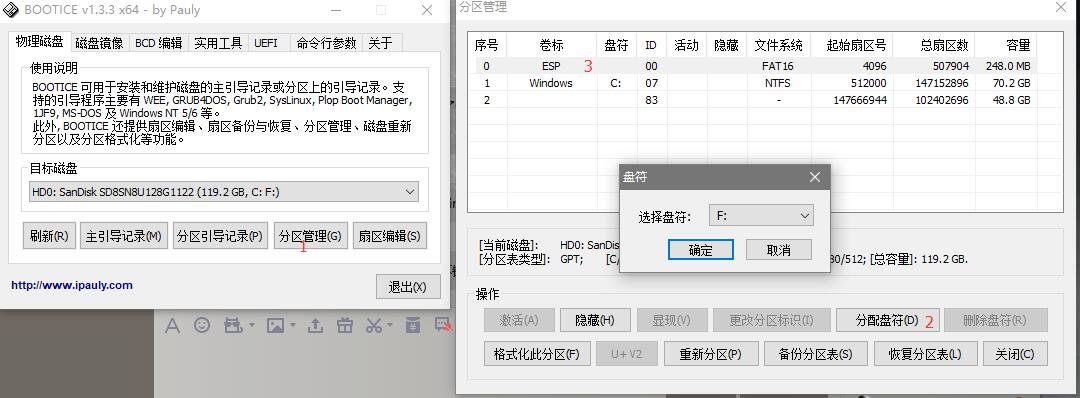 BOOTICE v1.3.3 x64 - by Pauly
物理磁盘 磁盘镜像 BCD 编辑 实用工具 UEFI 命令行参数 关于
使用说明
BOOTICE 可用于安装和维护磁盘的主引导记录或分区上的引导记录。支
持的引导程序主要有 WEE, GRUB4DOS, Grub2, SysLinux, Plop Boot Manager,
1JF9, MS-DOS 及 Windows NT 5/6 等。
此外, BOOTICE 还提供扇区编辑、扇区备份与恢复、分区管理、磁盘重新
分区以及分区格式化等功能。
目标磁盘
HD0: SanDisk SD8SN8U128G1122 (119.2 GB, C: F:)
刷新(R) 主引导记录(M) 分区引导记录(P) 分区管理(G) 扇区编辑(S)
1
http://www.ipauly.com 退出(X)
分区管理
序号 卷标 盘符 ID 活动 隐藏 文件系统 起始扇区号 总扇区数 容量
0 ESP 3 00 FAT16 4096 507904 248.0 MB
1 Windows C: 07 NTFS 512000 147152896 70.2 GB
2 83 - 147666944 102402696 48.8 GB
盘符
选择盘符: F:
确定 取消
[当前磁盘]: HD0: SanDis
[分区表类型]: GPT; [C/ 30/512; [总容量]: 119.2 GB.
操作
激活(A) 隐藏(H) 显现(V) 更改分区标识(I) 分配盘符(D) 2 删除盘符(R)
格式化此分区(F) U+ V2 重新分区(P) 备份分区表(S) 恢复分区表(L) 关闭(C)